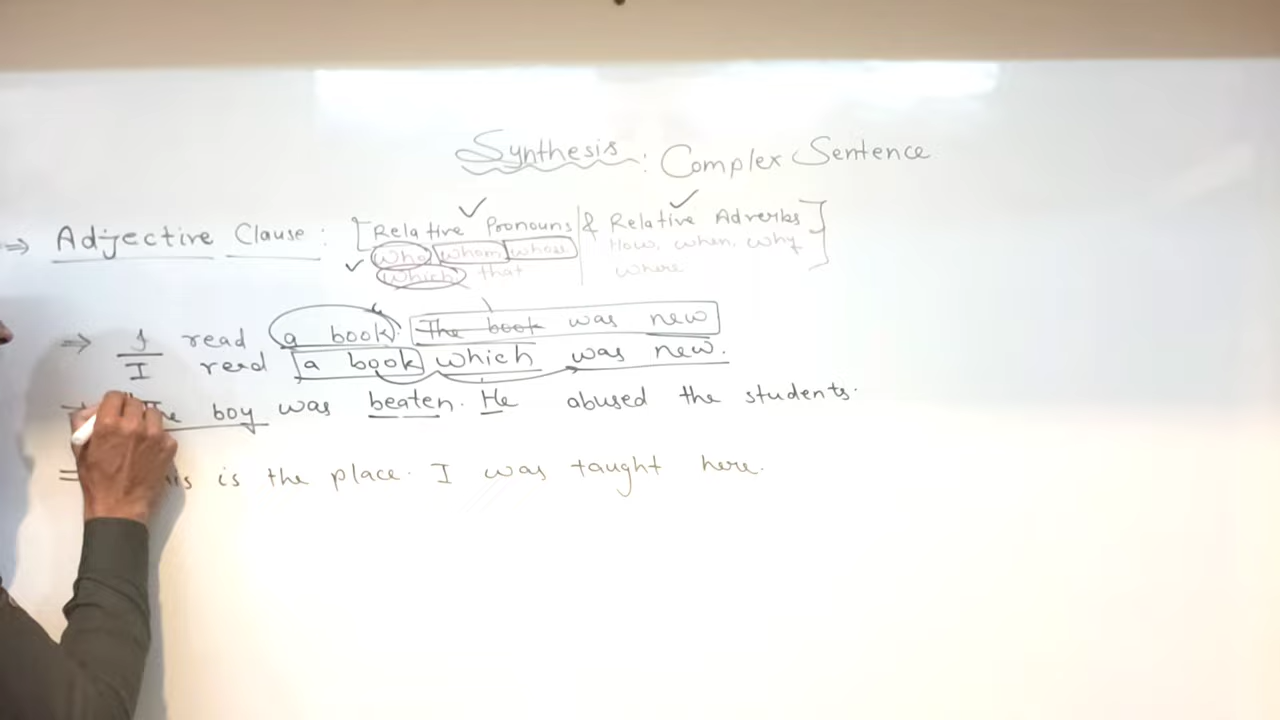 Synthesis : Complex Sentence
⇒ Adjective Clause : [Relative Pronouns & Relative Adverbs]
who whom whose How, when, why
which that where
⇒ I read a book. The book was new
I read a book which was new.
The boy was beaten. He abused the students.
is the place. I was taught here.